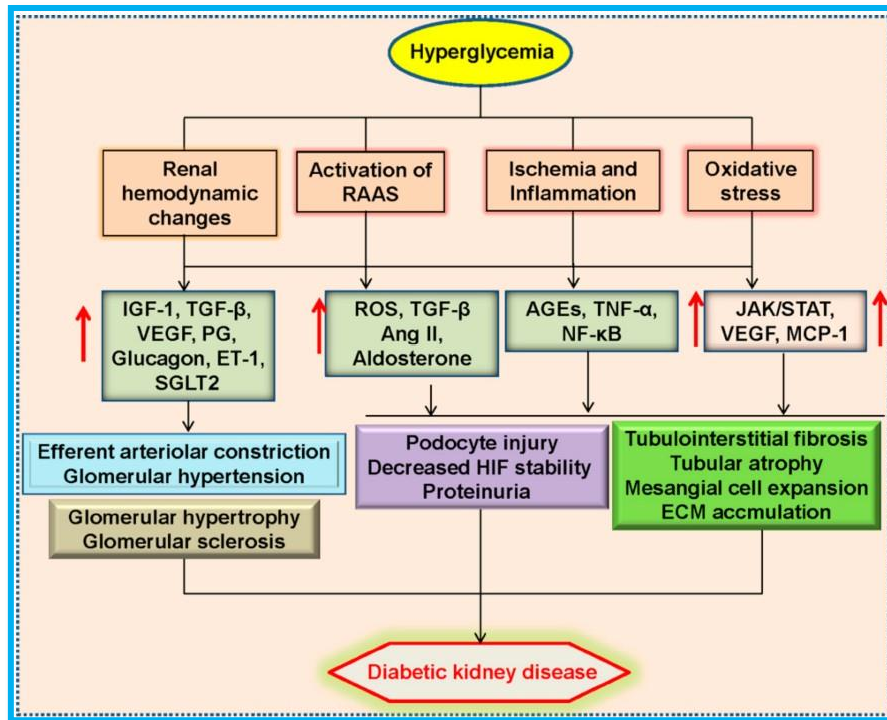 Hyperglycemia
Renal
hemodynamic
changes
Activation of
RAAS
Ischemia and
Inflammation
Oxidative
stress
IGF-1, TGF-β,
VEGF, PG,
Glucagon, ET-1,
SGLT2
ROS, TGF-β
Ang II,
Aldosterone
AGEs, TNF-α,
NF-κB
JAK/STAT,
VEGF, MCP-1
Efferent arteriolar constriction
Glomerular hypertension
Glomerular hypertrophy
Glomerular sclerosis
Podocyte injury
Decreased HIF stability
Proteinuria
Tubulointerstitial fibrosis
Tubular atrophy
Mesangial cell expansion
ECM accmulation
Diabetic kidney disease